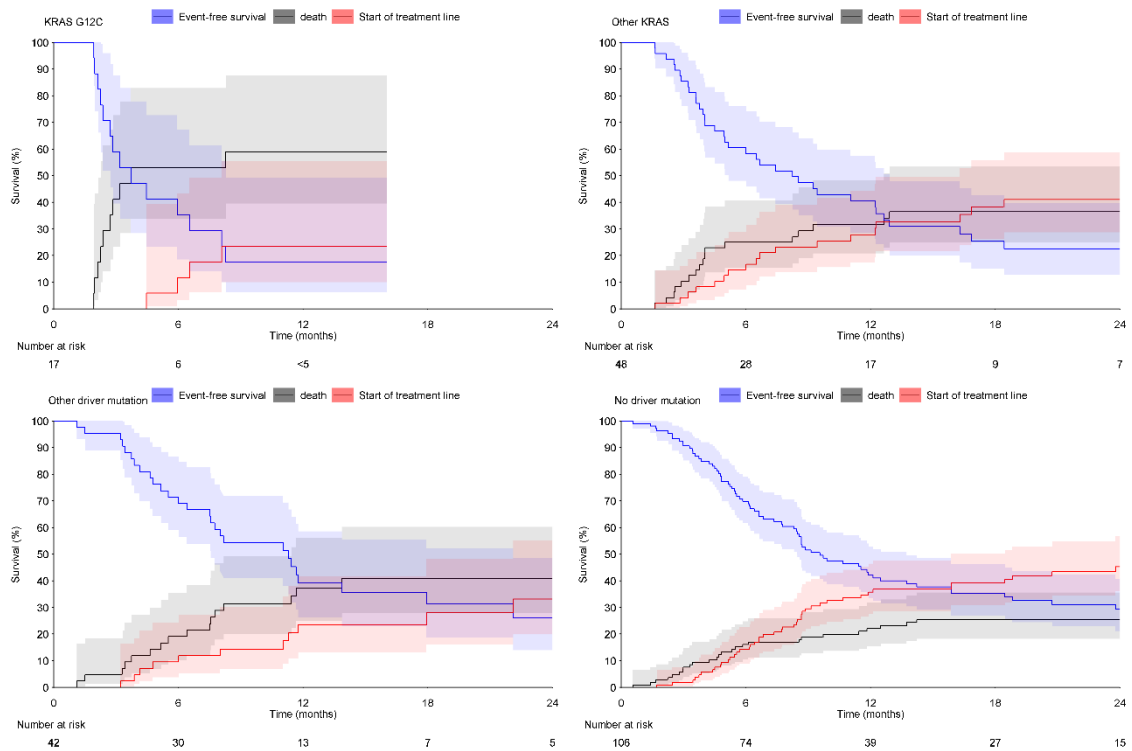 KRAS G12C
Event-free survival death Start of treatment line
100
90
80
70
60
50
40
30
20
10
0
Survival (%)
0 6 12 18 24
Time (months)
Number at risk
17 6 <5
Other KRAS
Event-free survival death Start of treatment line
100
90
80
70
60
50
40
30
20
10
0
Survival (%)
0 6 12 18 24
Time (months)
Number at risk
48 28 17 9 7
Other driver mutation
Event-free survival death Start of treatment line
100
90
80
70
60
50
40
30
20
10
0
Survival (%)
0 6 12 18 24
Time (months)
Number at risk
42 30 13 7 5
No driver mutation
Event-free survival death Start of treatment line
100
90
80
70
60
50
40
30
20
10
0
Survival (%)
0 6 12 18 24
Time (months)
Number at risk
106 74 39 27 15